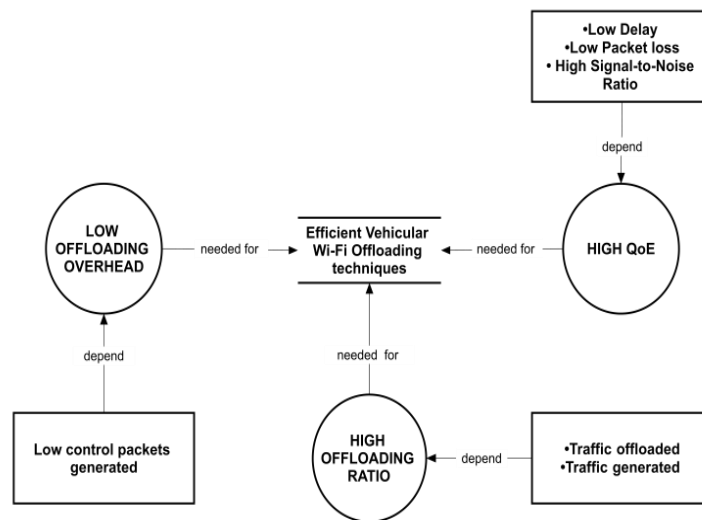 •Low Delay
•Low Packet loss
• High Signal-to-Noise
Ratio
depend
LOW
OFFLOADING
OVERHEAD
needed for
Efficient Vehicular
Wi-Fi Offloading
techniques
needed for
HIGH QoE
depend
needed for
Low control packets
generated
HIGH
OFFLOADING
RATIO
depend
•Traffic offloaded
•Traffic generated